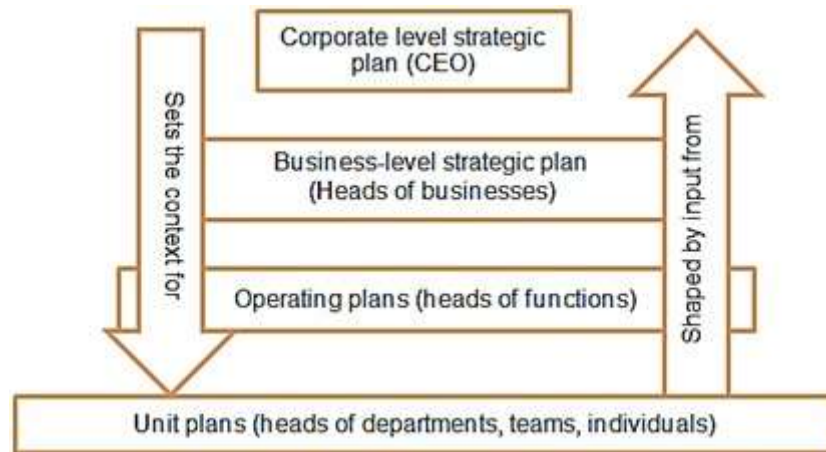 Corporate level strategic
plan (CEO)
Sets the context for
Shaped by input from
Business-level strategic plan
(Heads of businesses)
Operating plans (heads of functions)
Unit plans (heads of departments, teams, individuals)